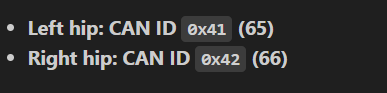 • Left hip: CAN ID 0x41 (65)
• Right hip: CAN ID 0x42 (66)